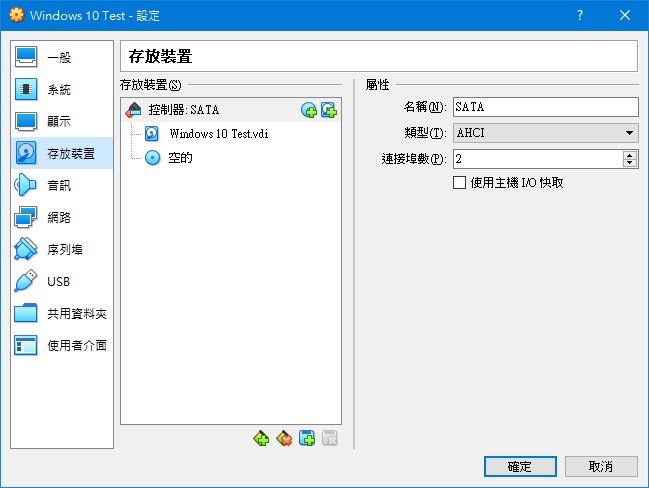 Windows 10 Test - 設定
一般
系統
顯示
存放裝置
音訊
網路
序列埠
USB
共用資料夾
使用者介面
存放裝置
存放裝置(S)
控制器: SATA
Windows 10 Test.vdi
空的
屬性
名稱(N): SATA
類型(T): AHCI
連接埠數(P): 2
使用主機 I/O 快取
確定
取消